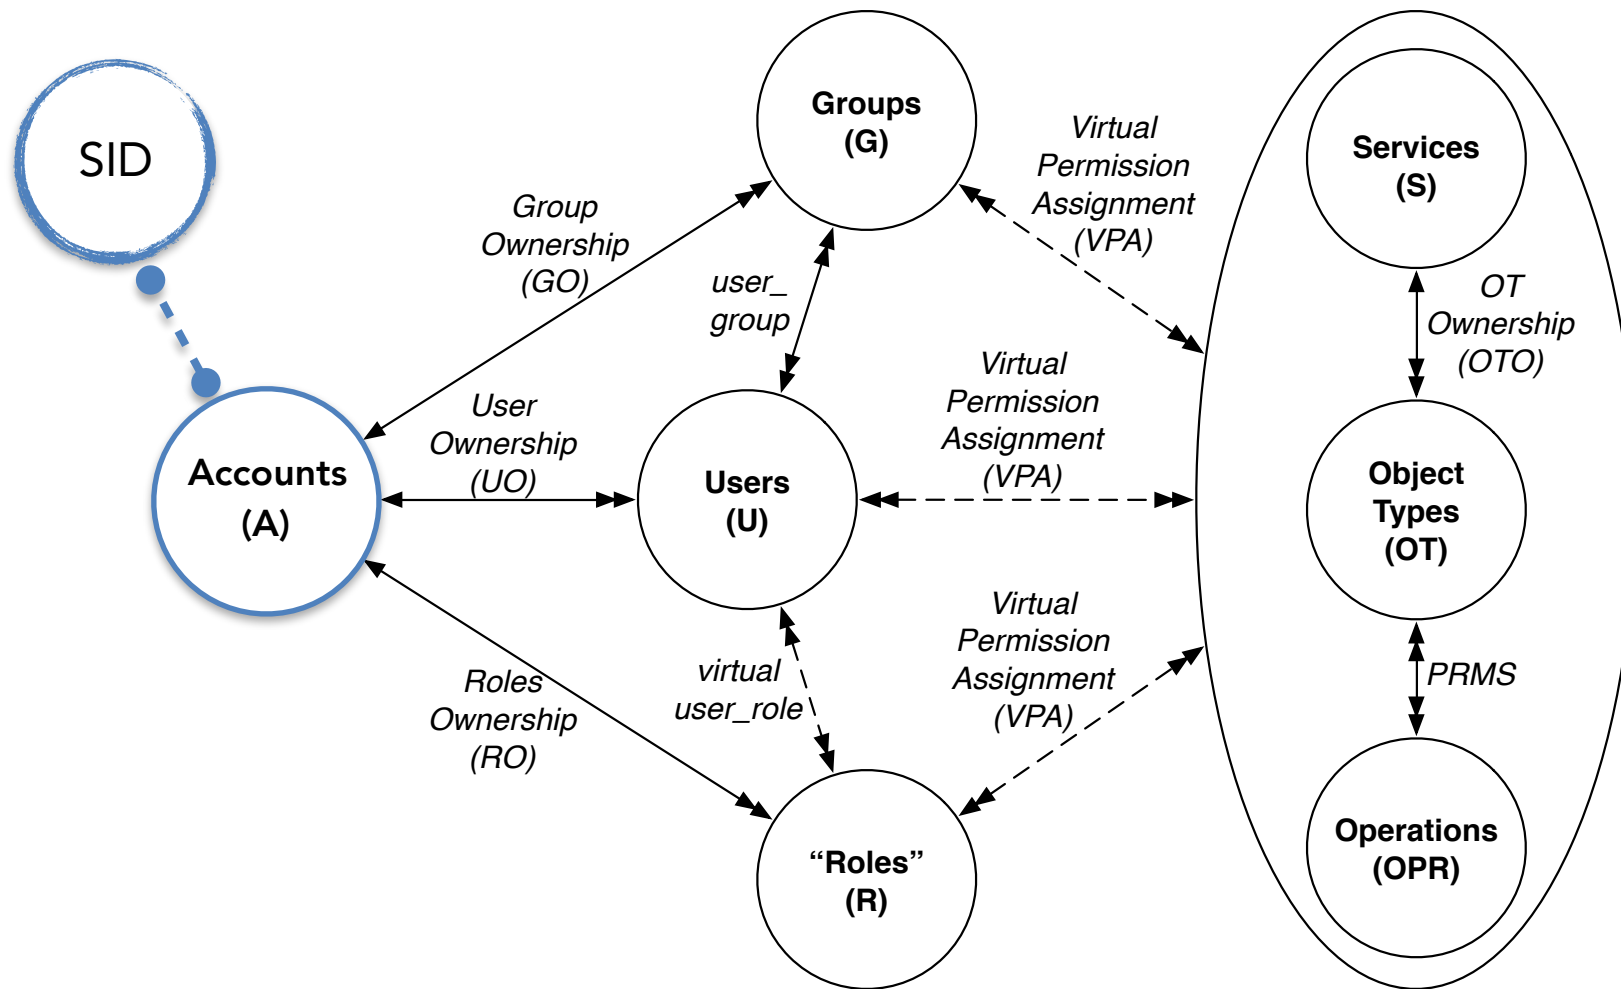 SID
Accounts
(A)
Group
Ownership
(GO)
User
Ownership
(UO)
Roles
Ownership
(RO)
Groups
(G)
user_
group
Users
(U)
virtual
user_role
“Roles”
(R)
Virtual
Permission
Assignment
(VPA)
Virtual
Permission
Assignment
(VPA)
Virtual
Permission
Assignment
(VPA)
Services
(S)
OT
Ownership
(OTO)
Object
Types
(OT)
PRMS
Operations
(OPR)